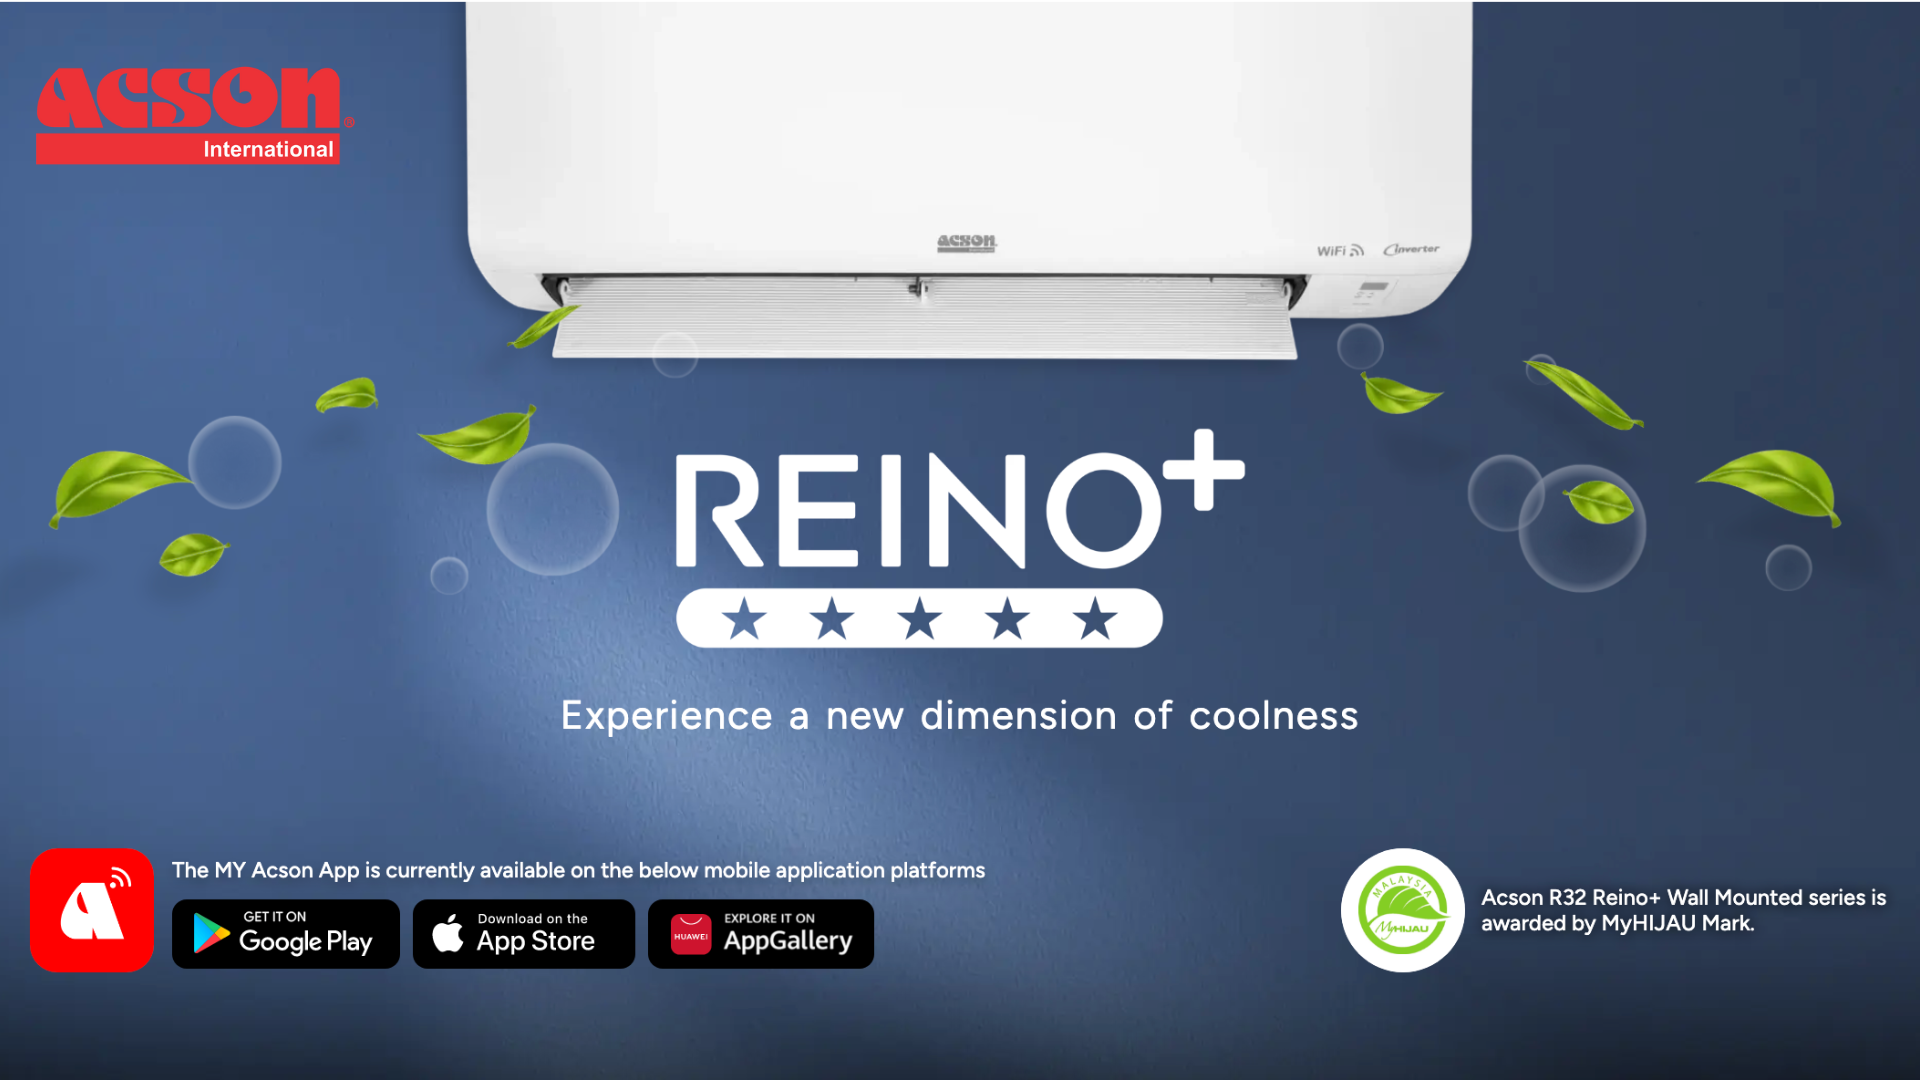 acson®
International
acson
WiFi
inverter
REINO+
Experience a new dimension of coolness
The MY Acson App is currently available on the below mobile application platforms
GET IT ON
Google Play
Download on the
App Store
HUAWEI
EXPLORE IT ON
AppGallery
MALAYSIA
MyHIJAU
Acson R32 Reino+ Wall Mounted series is
awarded by MyHIJAU Mark.